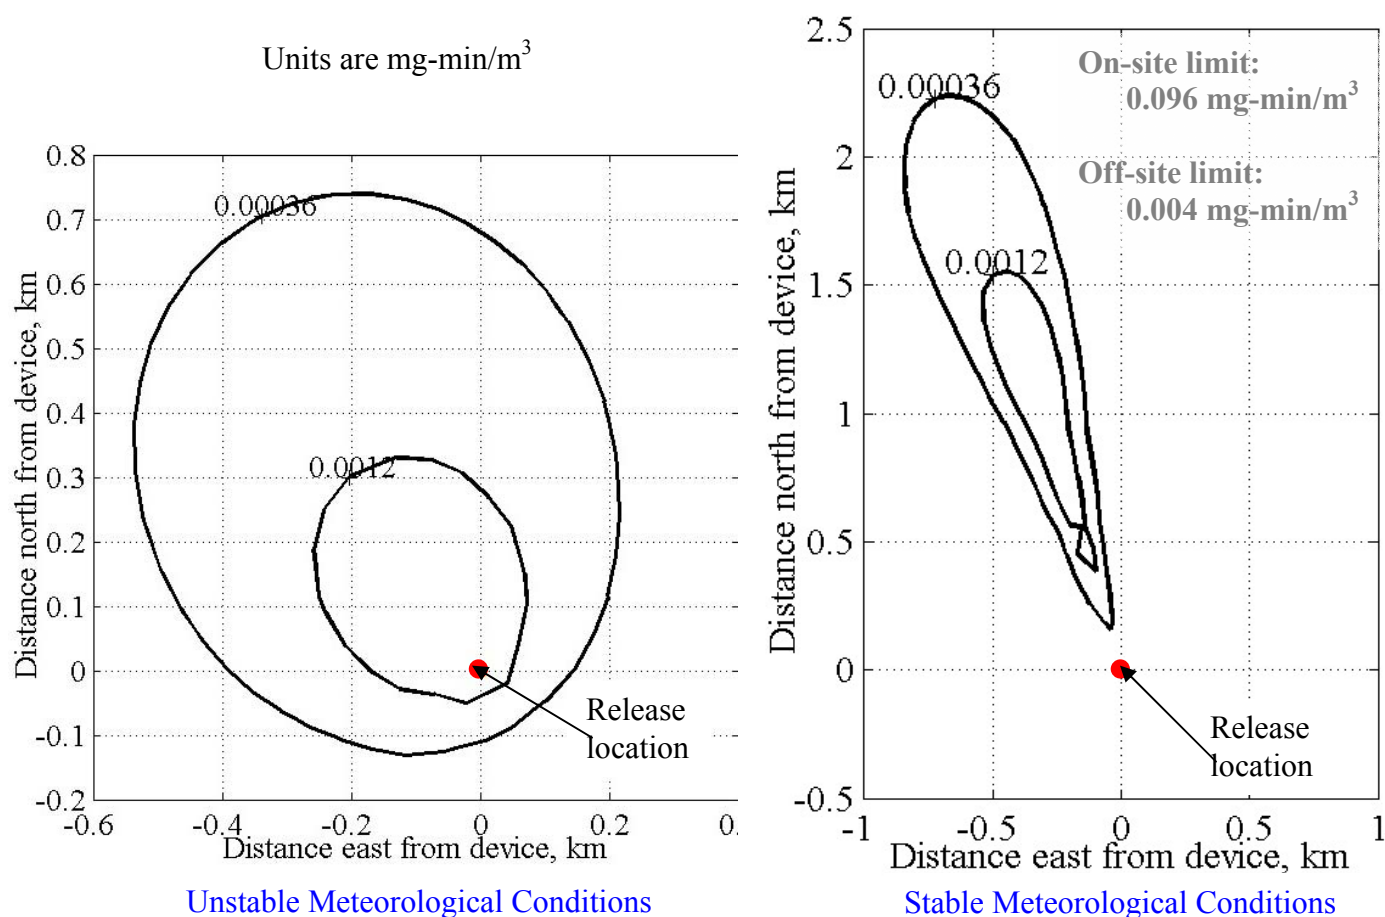 Units are mg-min/m³
0.8
0.7
0.6
0.5
0.4
0.3
0.2
0.1
0
-0.1
-0.2
Distance north from device, km
0.00036
0.0012
Release
location
-0.6
-0.4
-0.2
0
0.2
0.
Distance east from device, km
Unstable Meteorological Conditions
2.5
2
1.5
1
0.5
0
-0.5
Distance north from device, km
0.00036
0.0012
On-site limit:
0.096 mg-min/m³
Off-site limit:
0.004 mg-min/m³
Release
location
-1
-0.5
0
0.5
1
Distance east from device, km
Stable Meteorological Conditions